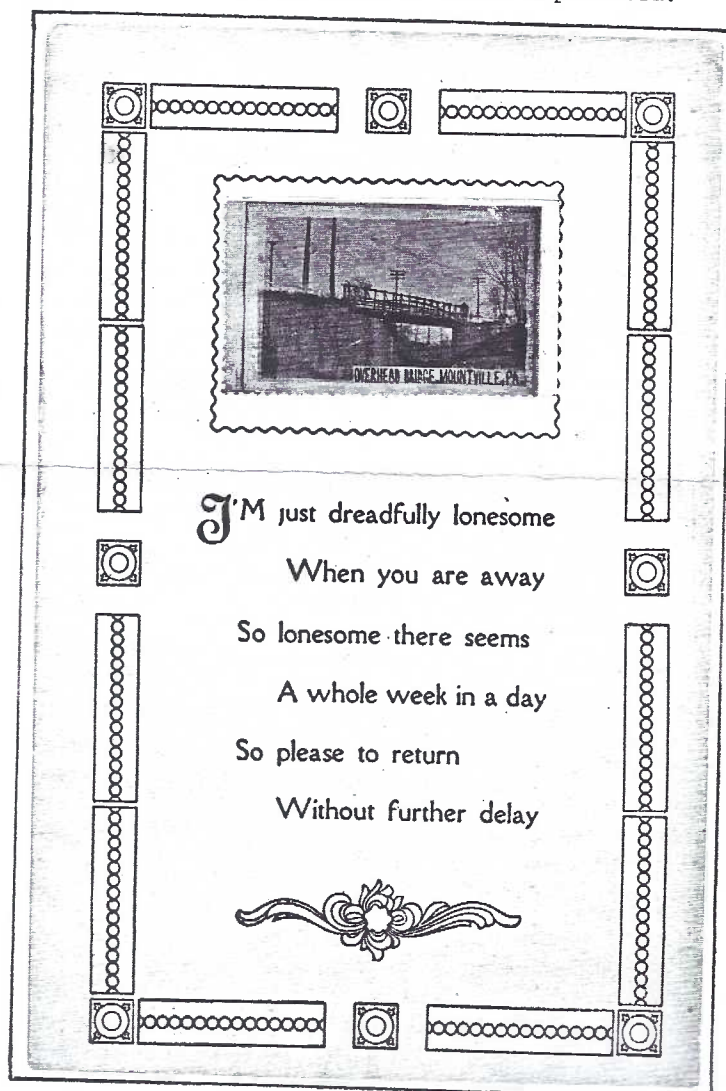 OVERHEAD BRIDGE, MOUNTVILLE, PA.
I'M just dreadfully lonesome
When you are away
So lonesome there seems
A whole week in a day
So please to return
Without further delay